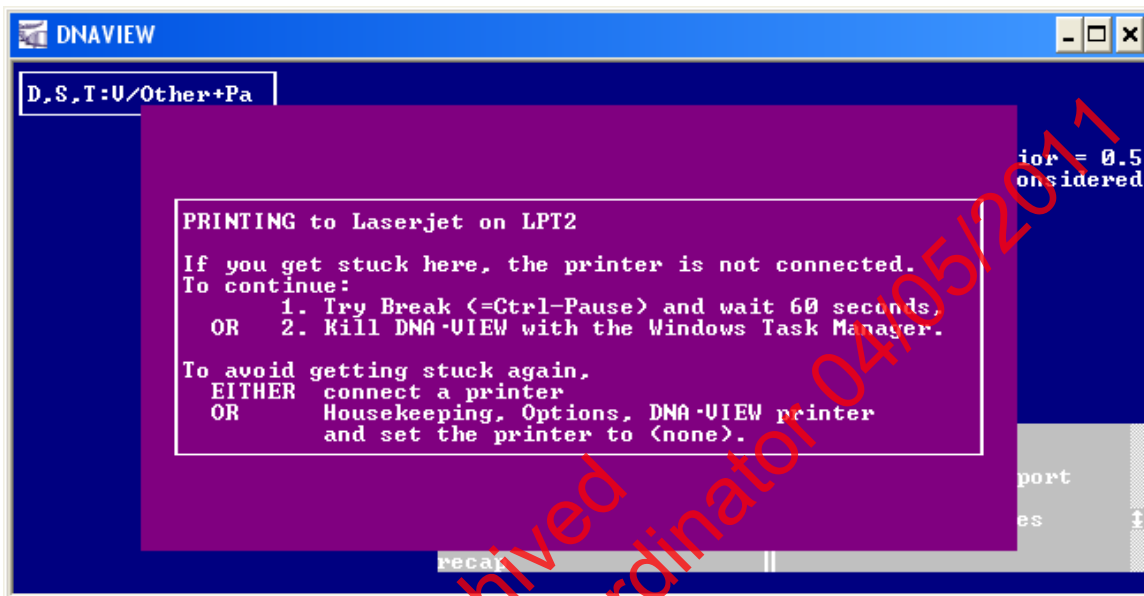 DNAVIEW
D,S,T:V/Other+Pa
ior = 0.5
onsidered
PRINTING to Laserjet on LPT2
If you get stuck here, the printer is not connected.
To continue:
1. Try Break (=Ctrl-Pause) and wait 60 seconds,
OR 2. Kill DNA·VIEW with the Windows Task Manager.
To avoid getting stuck again,
EITHER connect a printer
OR Housekeeping, Options, DNA·VIEW printer
and set the printer to (none).
port
es
recap
hived
rdinator 04/05/2011